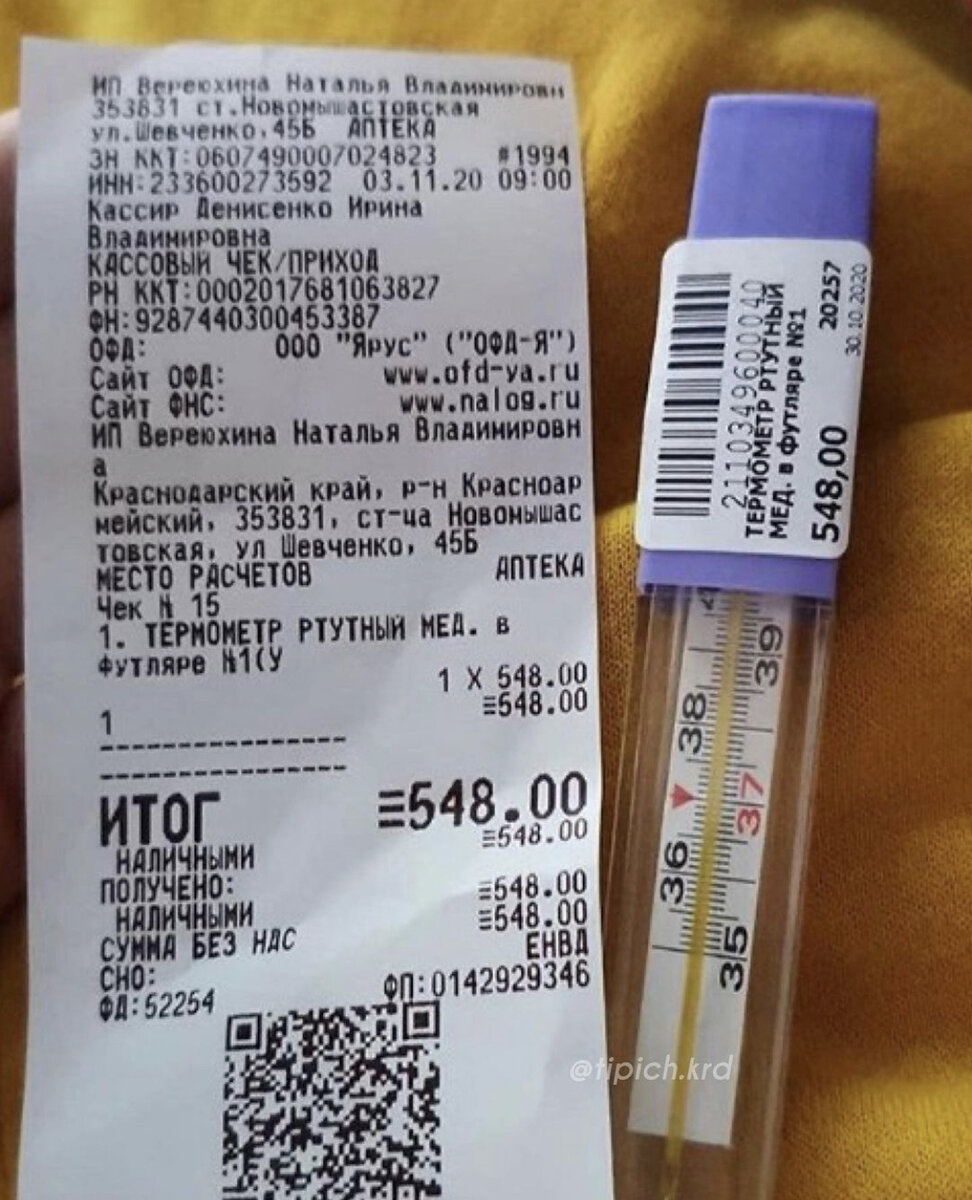 ИП Вереюхина Наталья Владимировн
353831 ст.Новомышастовская
ул.Шевченко,45Б АПТЕКА
ЗН ККТ:0607490007024823 #1994
ИНН:233600273592 03.11.20 09:00
Кассир Денисенко Ирина
Владимировна
КАССОВЫЙ ЧЕК/ПРИХОД
РН ККТ:0002017681063827
ФН:9287440300453387
ОФД: ООО "Ярус" ("ОФД-Я")
Сайт ОФД: www.ofd-ya.ru
Сайт ФНС: www.nalog.ru
ИП Вереюхина Наталья Владимировн
а
Краснодарский край, р-н Красноар
мейский, 353831, ст-ца Новомышас
товская, ул Шевченко, 45Б
МЕСТО РАСЧЕТОВ АПТЕКА
Чек № 15
1. ТЕРМОМЕТР РТУТНЫЙ МЕД. в
футляре №1(У
1 X 548.00
≡548.00
1
ИТОГ ≡548.00
≡548.00
НАЛИЧНЫМИ
ПОЛУЧЕНО: ≡548.00
НАЛИЧНЫМИ ≡548.00
СУММА БЕЗ НДС ЕНВД
СНО:
ФД:52254 ФП:0142929346
2110349600040
ТЕРМОМЕТР РТУТНЫЙ
МЕД. в футляре №1
548,00 20257
30.10.2020
39
38
37
36
35
@tipich.krd